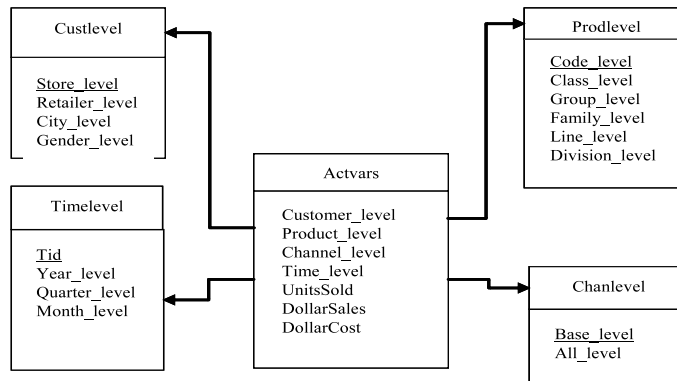 Custlevel
Store_level
Retailer_level
City_level
Gender_level
Prodlevel
Code_level
Class_level
Group_level
Family_level
Line_level
Division_level
Actvars
Customer_level
Product_level
Channel_level
Time_level
UnitsSold
DollarSales
DollarCost
Timelevel
Tid
Year_level
Quarter_level
Month_level
Chanlevel
Base_level
All_level